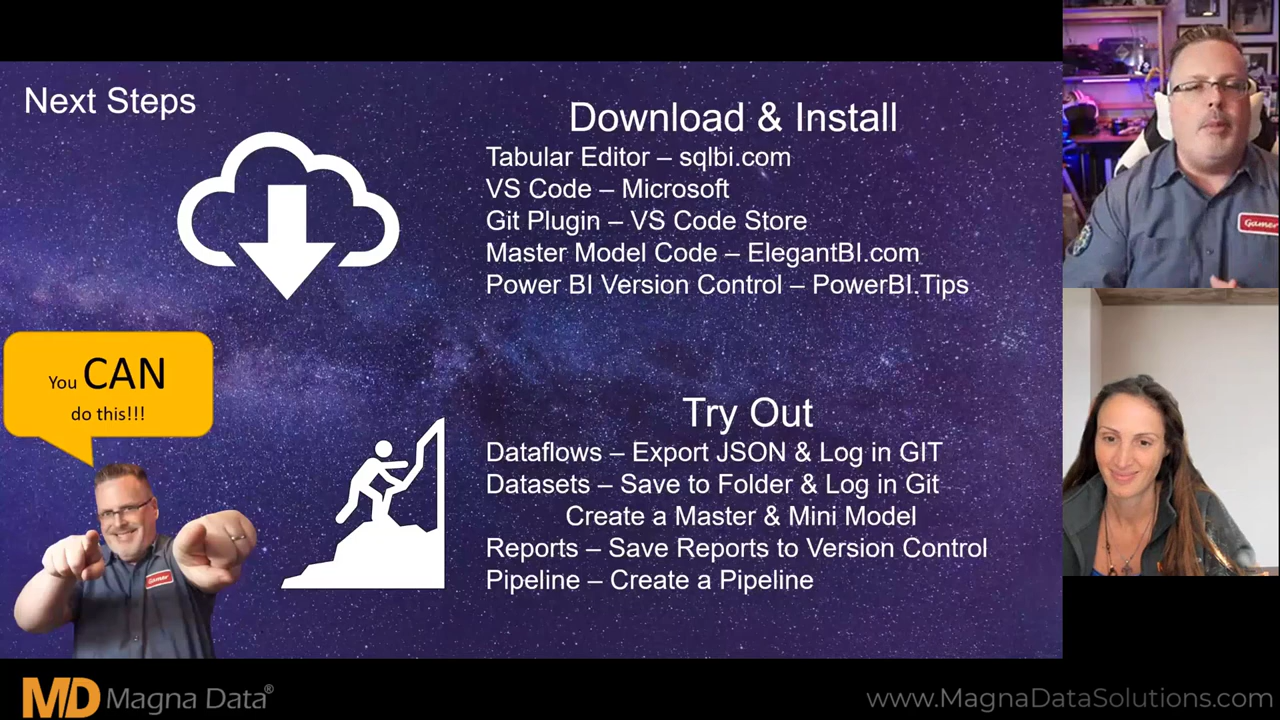 Next Steps
Download & Install
Tabular Editor – sqlbi.com
VS Code – Microsoft
Git Plugin – VS Code Store
Master Model Code – ElegantBI.com
Power BI Version Control – PowerBI.Tips
You CAN
do this!!!
Try Out
Dataflows – Export JSON & Log in GIT
Datasets – Save to Folder & Log in Git
Create a Master & Mini Model
Reports – Save Reports to Version Control
Pipeline – Create a Pipeline
Gamer
Gamer
MD Magna Data®
www.MagnaDataSolutions.com